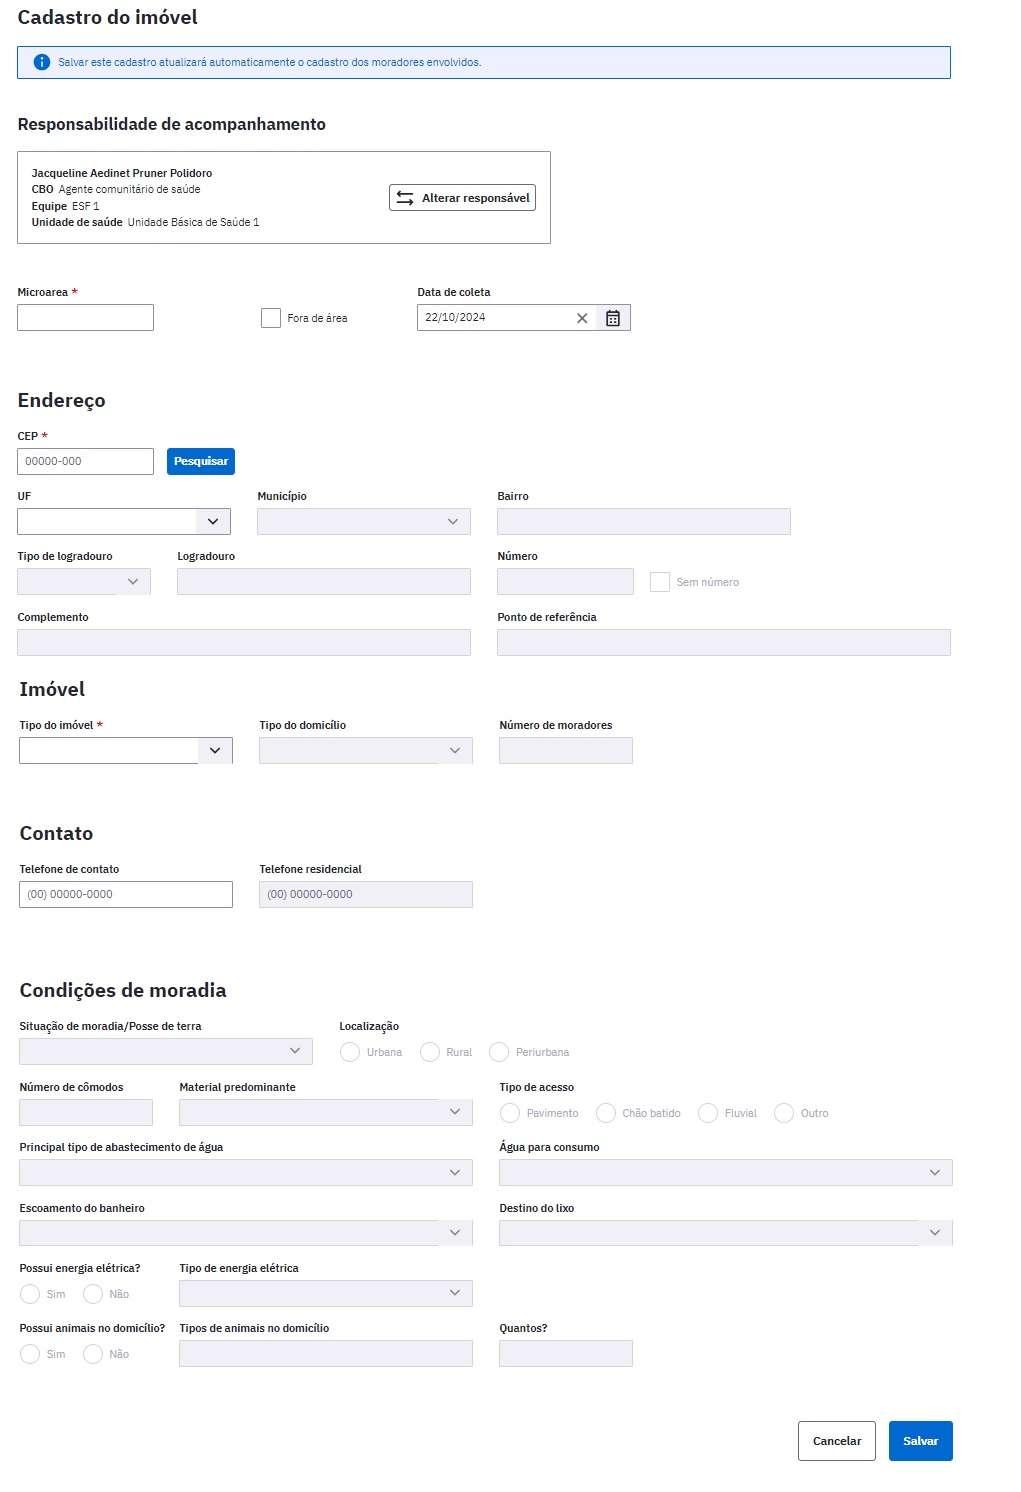 Cadastro do imóvel
Salvar este cadastro atualizará automaticamente o cadastro dos moradores envolvidos.
Responsabilidade de acompanhamento
Jacqueline Aedinet Pruner Polidoro
CBO Agente comunitário de saúde
Equipe ESF 1
Unidade de saúde Unidade Básica de Saúde 1
Alterar responsável
Microarea * Data de coleta
Fora de área 22/10/2024
Endereço
CEP *
00000-000 Pesquisar
UF Município Bairro
Tipo de logradouro Logradouro Número
Sem número
Complemento Ponto de referência
Imóvel
Tipo do imóvel * Tipo do domicílio Número de moradores
Contato
Telefone de contato Telefone residencial
(00) 00000-0000 (00) 00000-0000
Condições de moradia
Situação de moradia/Posse de terra Localização
Urbana Rural Periurbana
Número de cômodos Material predominante Tipo de acesso
Pavimento Chão batido Fluvial Outro
Principal tipo de abastecimento de água Água para consumo
Escoamento do banheiro Destino do lixo
Possui energia elétrica? Tipo de energia elétrica
Sim Não
Possui animais no domicílio? Tipos de animais no domicílio Quantos?
Sim Não
Cancelar Salvar